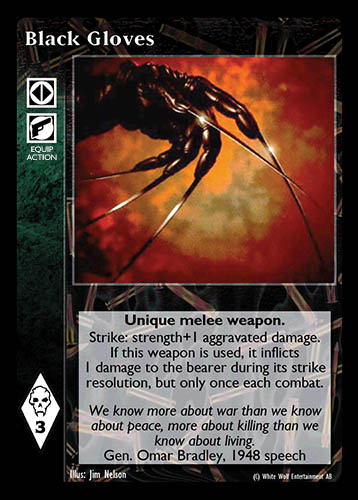 Black Gloves
EQUIP
ACTION
Unique melee weapon.
Strike: strength+1 aggravated damage.
If this weapon is used, it inflicts
1 damage to the bearer during its strike
resolution, but only once each combat.
We know more about war than we know
about peace, more about killing than we
know about living.
Gen. Omar Bradley, 1948 speech
3
Illus: Jim Nelson
(C) White Wolf Entertainment AB